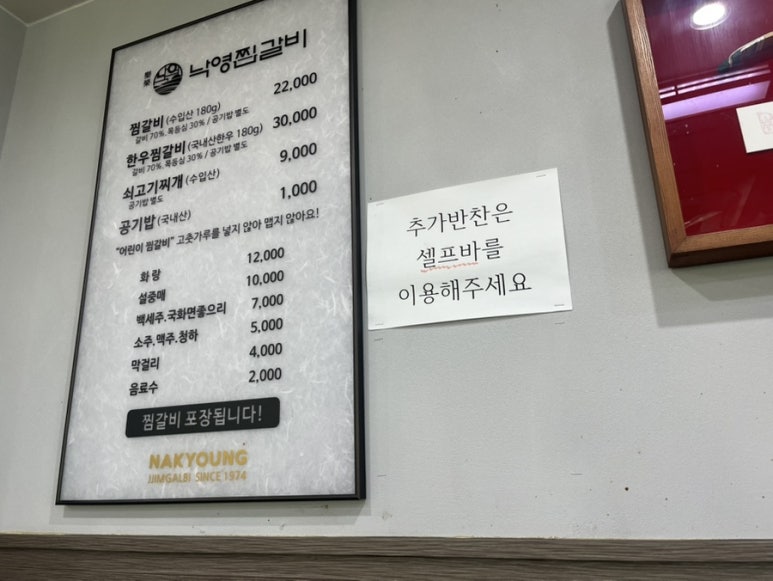 낙영찜갈비
찜갈비 (수입산 180g) 22,000
갈비 70%, 목등심 30% / 공기밥 별도
한우찜갈비 (국내산한우 180g) 30,000
갈비 70%, 목등심 30% / 공기밥 별도
쇠고기찌개 (수입산) 9,000
공기밥 별도
공기밥 (국내산) 1,000
"어린이 찜갈비" 고춧가루를 넣지 않아 맵지 않아요!
화랑 12,000
설중매 10,000
백세주.국화면좋으리 7,000
소주.맥주.청하 5,000
막걸리 4,000
음료수 2,000
찜갈비 포장됩니다!
NAKYOUNG
JJIMGALBI SINCE 1974
추가반찬은
셀프바를
이용해주세요